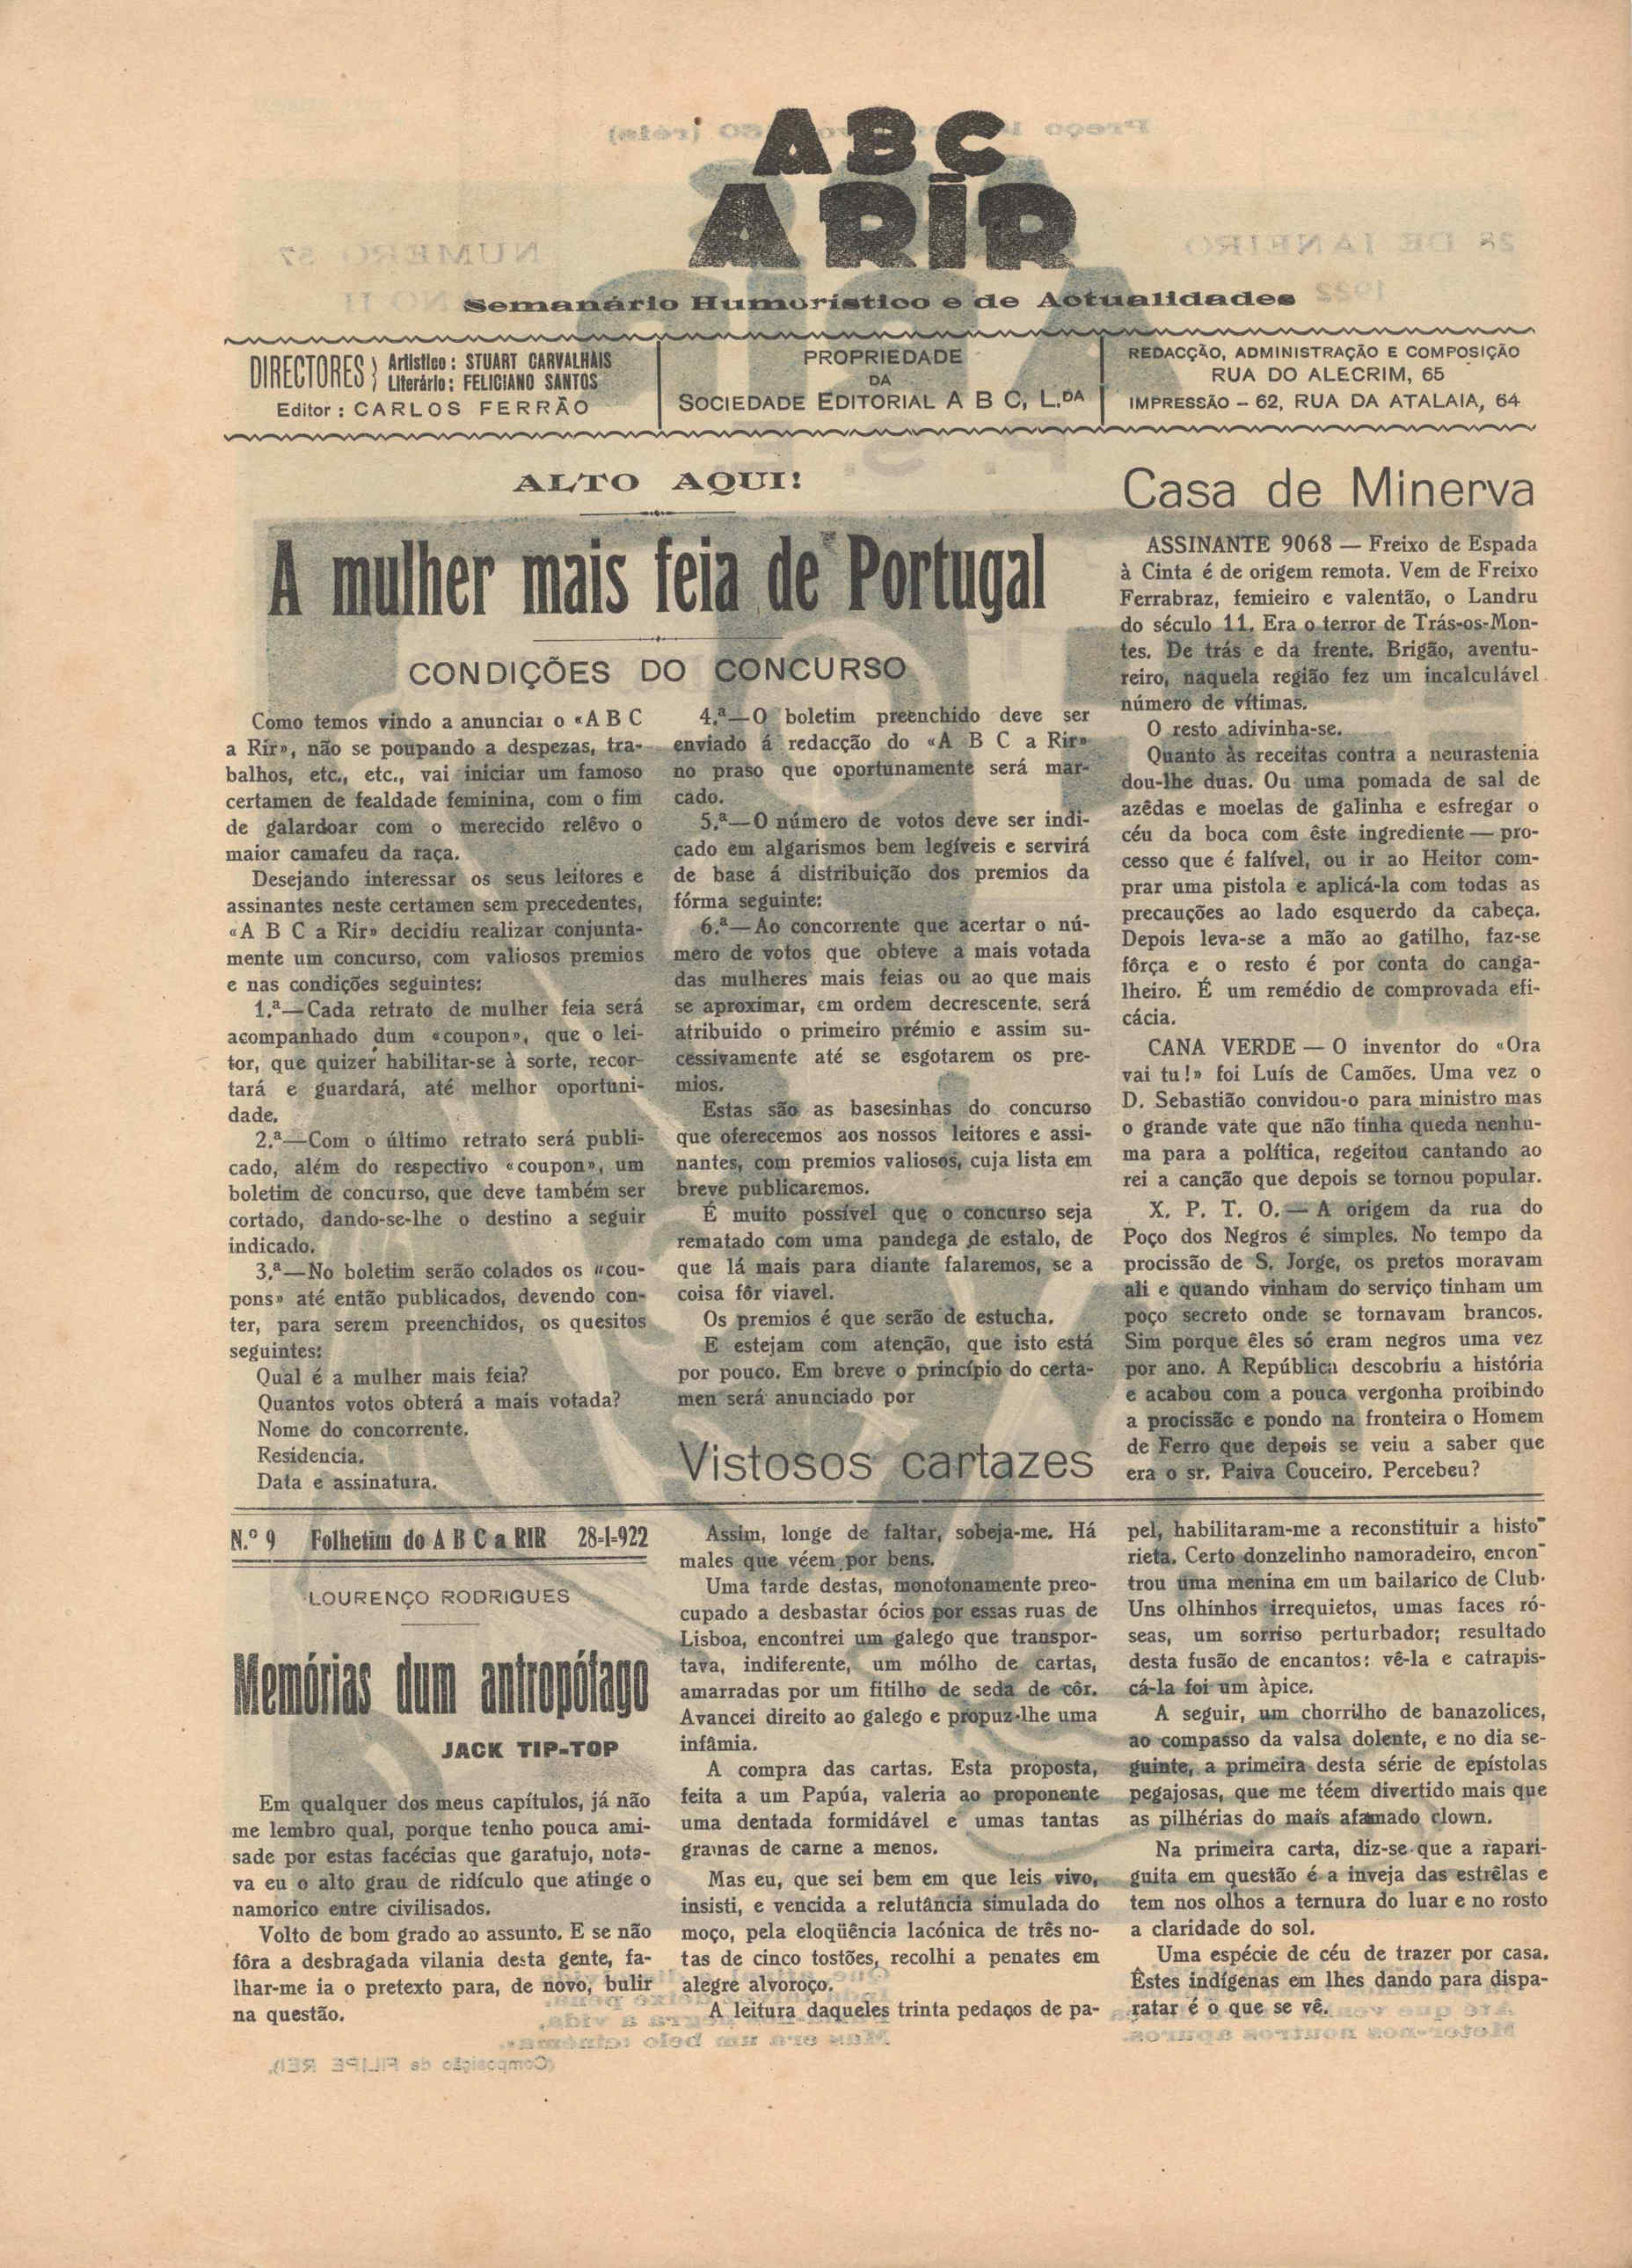 ABC
A RIR
Semanário Humorístico e de Actualidades
DIRECTORES } Artistico: STUART CARVALHAIS
Literário: FELICIANO SANTOS
Editor: CARLOS FERRÃO
PROPRIEDADE
DA
SOCIEDADE EDITORIAL A B C, L.DA
REDACÇÃO, ADMINISTRAÇÃO E COMPOSIÇÃO
RUA DO ALECRIM, 65
IMPRESSÃO – 62, RUA DA ATALAIA, 64
ALTO AQUI!
A mulher mais feia de Portugal
CONDIÇÕES DO CONCURSO
Como temos vindo a anunciar o «A B C
a Rir», não se poupando a despezas, tra-
balhos, etc., etc., vai iniciar um famoso
certamen de fealdade feminina, com o fim
de galardoar com o merecido relêvo o
maior camafeu da raça.
Desejando interessar os seus leitores e
assinantes neste certamen sem precedentes,
«A B C a Rir» decidiu realizar conjunta-
mente um concurso, com valiosos premios
e nas condições seguintes:
1.ª—Cada retrato de mulher feia será
acompanhado dum «coupon», que o lei-
tor, que quizer habilitar-se à sorte, recor-
tará e guardará, até melhor oportuni-
dade.
2.ª—Com o último retrato será publi-
cado, além do respectivo «coupon», um
boletim de concurso, que deve também ser
cortado, dando-se-lhe o destino a seguir
indicado.
3.ª—No boletim serão colados os «cou-
pons» até então publicados, devendo con-
ter, para serem preenchidos, os quesitos
seguintes:
Qual é a mulher mais feia?
Quantos votos obterá a mais votada?
Nome do concorrente.
Residencia.
Data e assinatura.
4.ª—O boletim preenchido deve ser
enviado á redacção do «A B C a Rir»
no praso que oportunamente será mar-
cado.
5.ª—O número de votos deve ser indi-
cado em algarismos bem legíveis e servirá
de base á distribuição dos premios da
fórma seguinte:
6.ª—Ao concorrente que acertar o nú-
mero de votos que obteve a mais votada
das mulheres mais feias ou ao que mais
se aproximar, em ordem decrescente, será
atribuido o primeiro prémio e assim su-
cessivamente até se esgotarem os pre-
mios.
Estas são as basesinhas do concurso
que oferecemos aos nossos leitores e assi-
nantes, com premios valiosos, cuja lista em
breve publicaremos.
É muito possível que o concurso seja
rematado com uma pandega de estalo, de
que lá mais para diante falaremos, se a
coisa fôr viavel.
Os premios é que serão de estucha.
E estejam com atenção, que isto está
por pouco. Em breve o princípio do certa-
men será anunciado por
Vistosos cartazes
Casa de Minerva
ASSINANTE 9068 — Freixo de Espada
à Cinta é de origem remota. Vem de Freixo
Ferrabraz, femieiro e valentão, o Landru
do século 11. Era o terror de Trás-os-Mon-
tes. De trás e da frente. Brigão, aventu-
reiro, naquela região fez um incalculável
número de vítimas.
O resto adivinha-se.
Quanto às receitas contra a neurastenia
dou-lhe duas. Ou uma pomada de sal de
azêdas e moelas de galinha e esfregar o
céu da boca com êste ingrediente — pro-
cesso que é falível, ou ir ao Heitor com-
prar uma pistola e aplicá-la com todas as
precauções ao lado esquerdo da cabeça.
Depois leva-se a mão ao gatilho, faz-se
fôrça e o resto é por conta do canga-
lheiro. É um remédio de comprovada efi-
cácia.
CANA VERDE — O inventor do «Ora
vai tu!» foi Luís de Camões. Uma vez o
D. Sebastião convidou-o para ministro mas
o grande vate que não tinha queda nenhu-
ma para a política, regeitou cantando ao
rei a canção que depois se tornou popular.
X. P. T. O. — A origem da rua do
Poço dos Negros é simples. No tempo da
procissão de S. Jorge, os pretos moravam
ali e quando vinham do serviço tinham um
poço secreto onde se tornavam brancos.
Sim porque êles só eram negros uma vez
por ano. A República descobriu a história
e acabou com a pouca vergonha proibindo
a procissão e pondo na fronteira o Homem
de Ferro que depois se veiu a saber que
era o sr. Paiva Couceiro. Percebeu?
N.º 9 Folhetim do A B C a RIR 28-1-922
LOURENÇO RODRIGUES
Memórias dum antropófago
JACK TIP-TOP
Em qualquer dos meus capítulos, já não
me lembro qual, porque tenho pouca ami-
sade por estas facécias que garatujo, nota-
va eu o alto grau de ridículo que atinge o
namorico entre civilisados.
Volto de bom grado ao assunto. E se não
fôra a desbragada vilania desta gente, fa-
lhar-me ia o pretexto para, de novo, bulir
na questão.
Assim, longe de faltar, sobeja-me. Há
males que véem por bens.
Uma tarde destas, monotonamente preo-
cupado a desbastar ócios por essas ruas de
Lisboa, encontrei um galego que transpor-
tava, indiferente, um mólho de cartas,
amarradas por um fitilho de seda de côr.
Avancei direito ao galego e propuz-lhe uma
infâmia.
A compra das cartas. Esta proposta,
feita a um Papúa, valeria ao proponente
uma dentada formidável e umas tantas
gramas de carne a menos.
Mas eu, que sei bem em que leis vivo,
insisti, e vencida a relutância simulada do
moço, pela eloqüência lacónica de três no-
tas de cinco tostões, recolhi a penates em
alegre alvoroço.
A leitura daqueles trinta pedaços de pa-
pel, habilitaram-me a reconstituir a histo-
rieta. Certo donzelinho namoradeiro, encon-
trou uma menina em um bailarico de Club.
Uns olhinhos irrequietos, umas faces ró-
seas, um sorriso perturbador; resultado
desta fusão de encantos: vê-la e catrapis-
cá-la foi um àpice.
A seguir, um chorrilho de banazolices,
ao compasso da valsa dolente, e no dia se-
guinte, a primeira desta série de epístolas
pegajosas, que me téem divertido mais que
as pilhérias do mais afamado clown.
Na primeira carta, diz-se que a rapari-
guita em questão é a inveja das estrêlas e
tem nos olhos a ternura do luar e no rosto
a claridade do sol.
Uma espécie de céu de trazer por casa.
Êstes indígenas em lhes dando para dispa-
ratar é o que se vê.